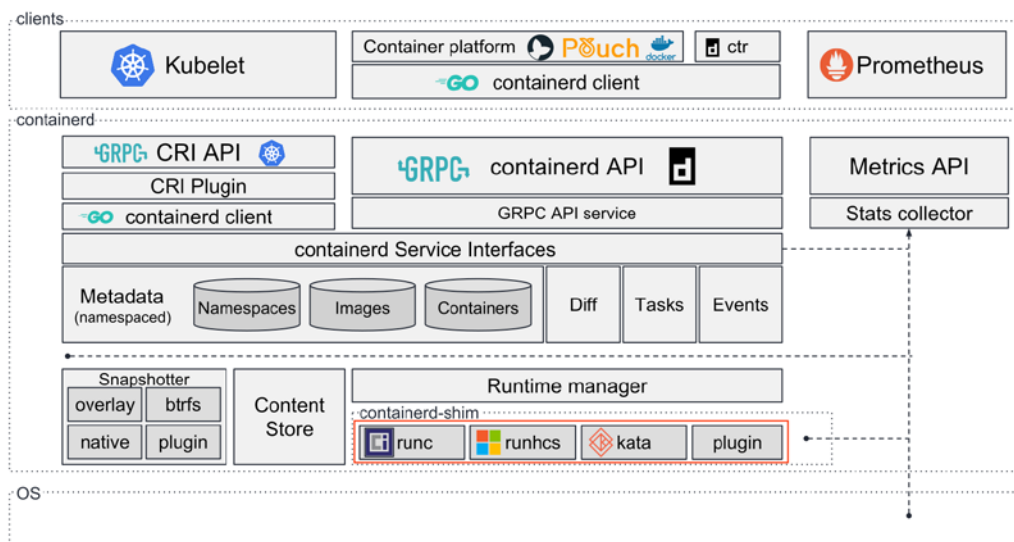 clients
Kubelet
Container platform Pouch docker
ctr
GO containerd client
Prometheus
containerd
GRPC CRI API
CRI Plugin
GO containerd client
GRPC containerd API
GRPC API service
Metrics API
Stats collector
containerd Service Interfaces
Metadata
(namespaced)
Namespaces
Images
Containers
Diff
Tasks
Events
Snapshotter
overlay
btrfs
native
plugin
Content
Store
Runtime manager
containerd-shim
runc
runhcs
kata
plugin
OS